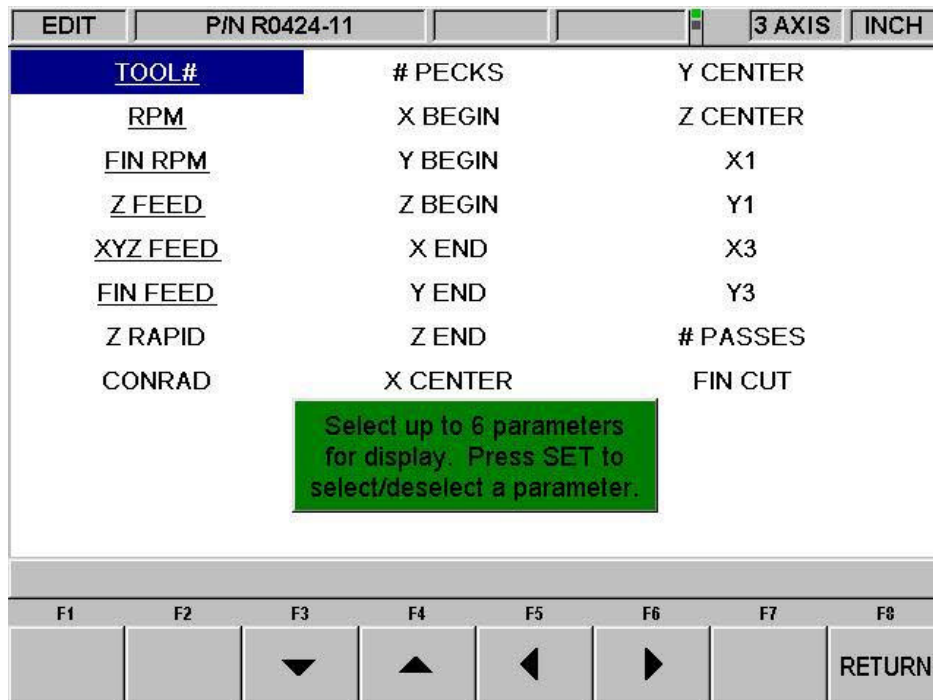 EDIT P/N R0424-11 3 AXIS INCH
TOOL# # PECKS Y CENTER
RPM X BEGIN Z CENTER
FIN RPM Y BEGIN X1
Z FEED Z BEGIN Y1
XYZ FEED X END X3
FIN FEED Y END Y3
Z RAPID Z END # PASSES
CONRAD X CENTER FIN CUT
Select up to 6 parameters
for display. Press SET to
select/deselect a parameter.
F1 F2 F3 F4 F5 F6 F7 F8
RETURN